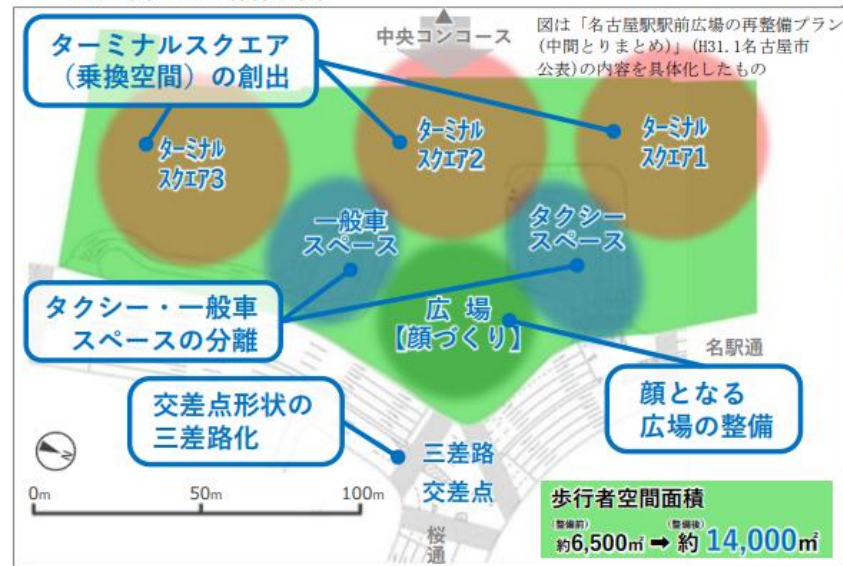 ターミナルスクエア
（乗換空間）の創出
中央コンコース
図は「名古屋駅駅前広場の再整備プラン
(中間とりまとめ)」(H31.1名古屋市
公表)の内容を具体化したもの
ターミナル
スクエア3
ターミナル
スクエア2
ターミナル
スクエア1
一般車
スペース
タクシー
スペース
タクシー・一般車
スペースの分離
広 場
【顔づくり】
名駅通
交差点形状の
三差路化
顔となる
広場の整備
三差路
交差点
N
0m 50m 100m
桜通
歩行者空間面積
(整備前) (整備後)
約6,500㎡ ➡ 約 14,000㎡